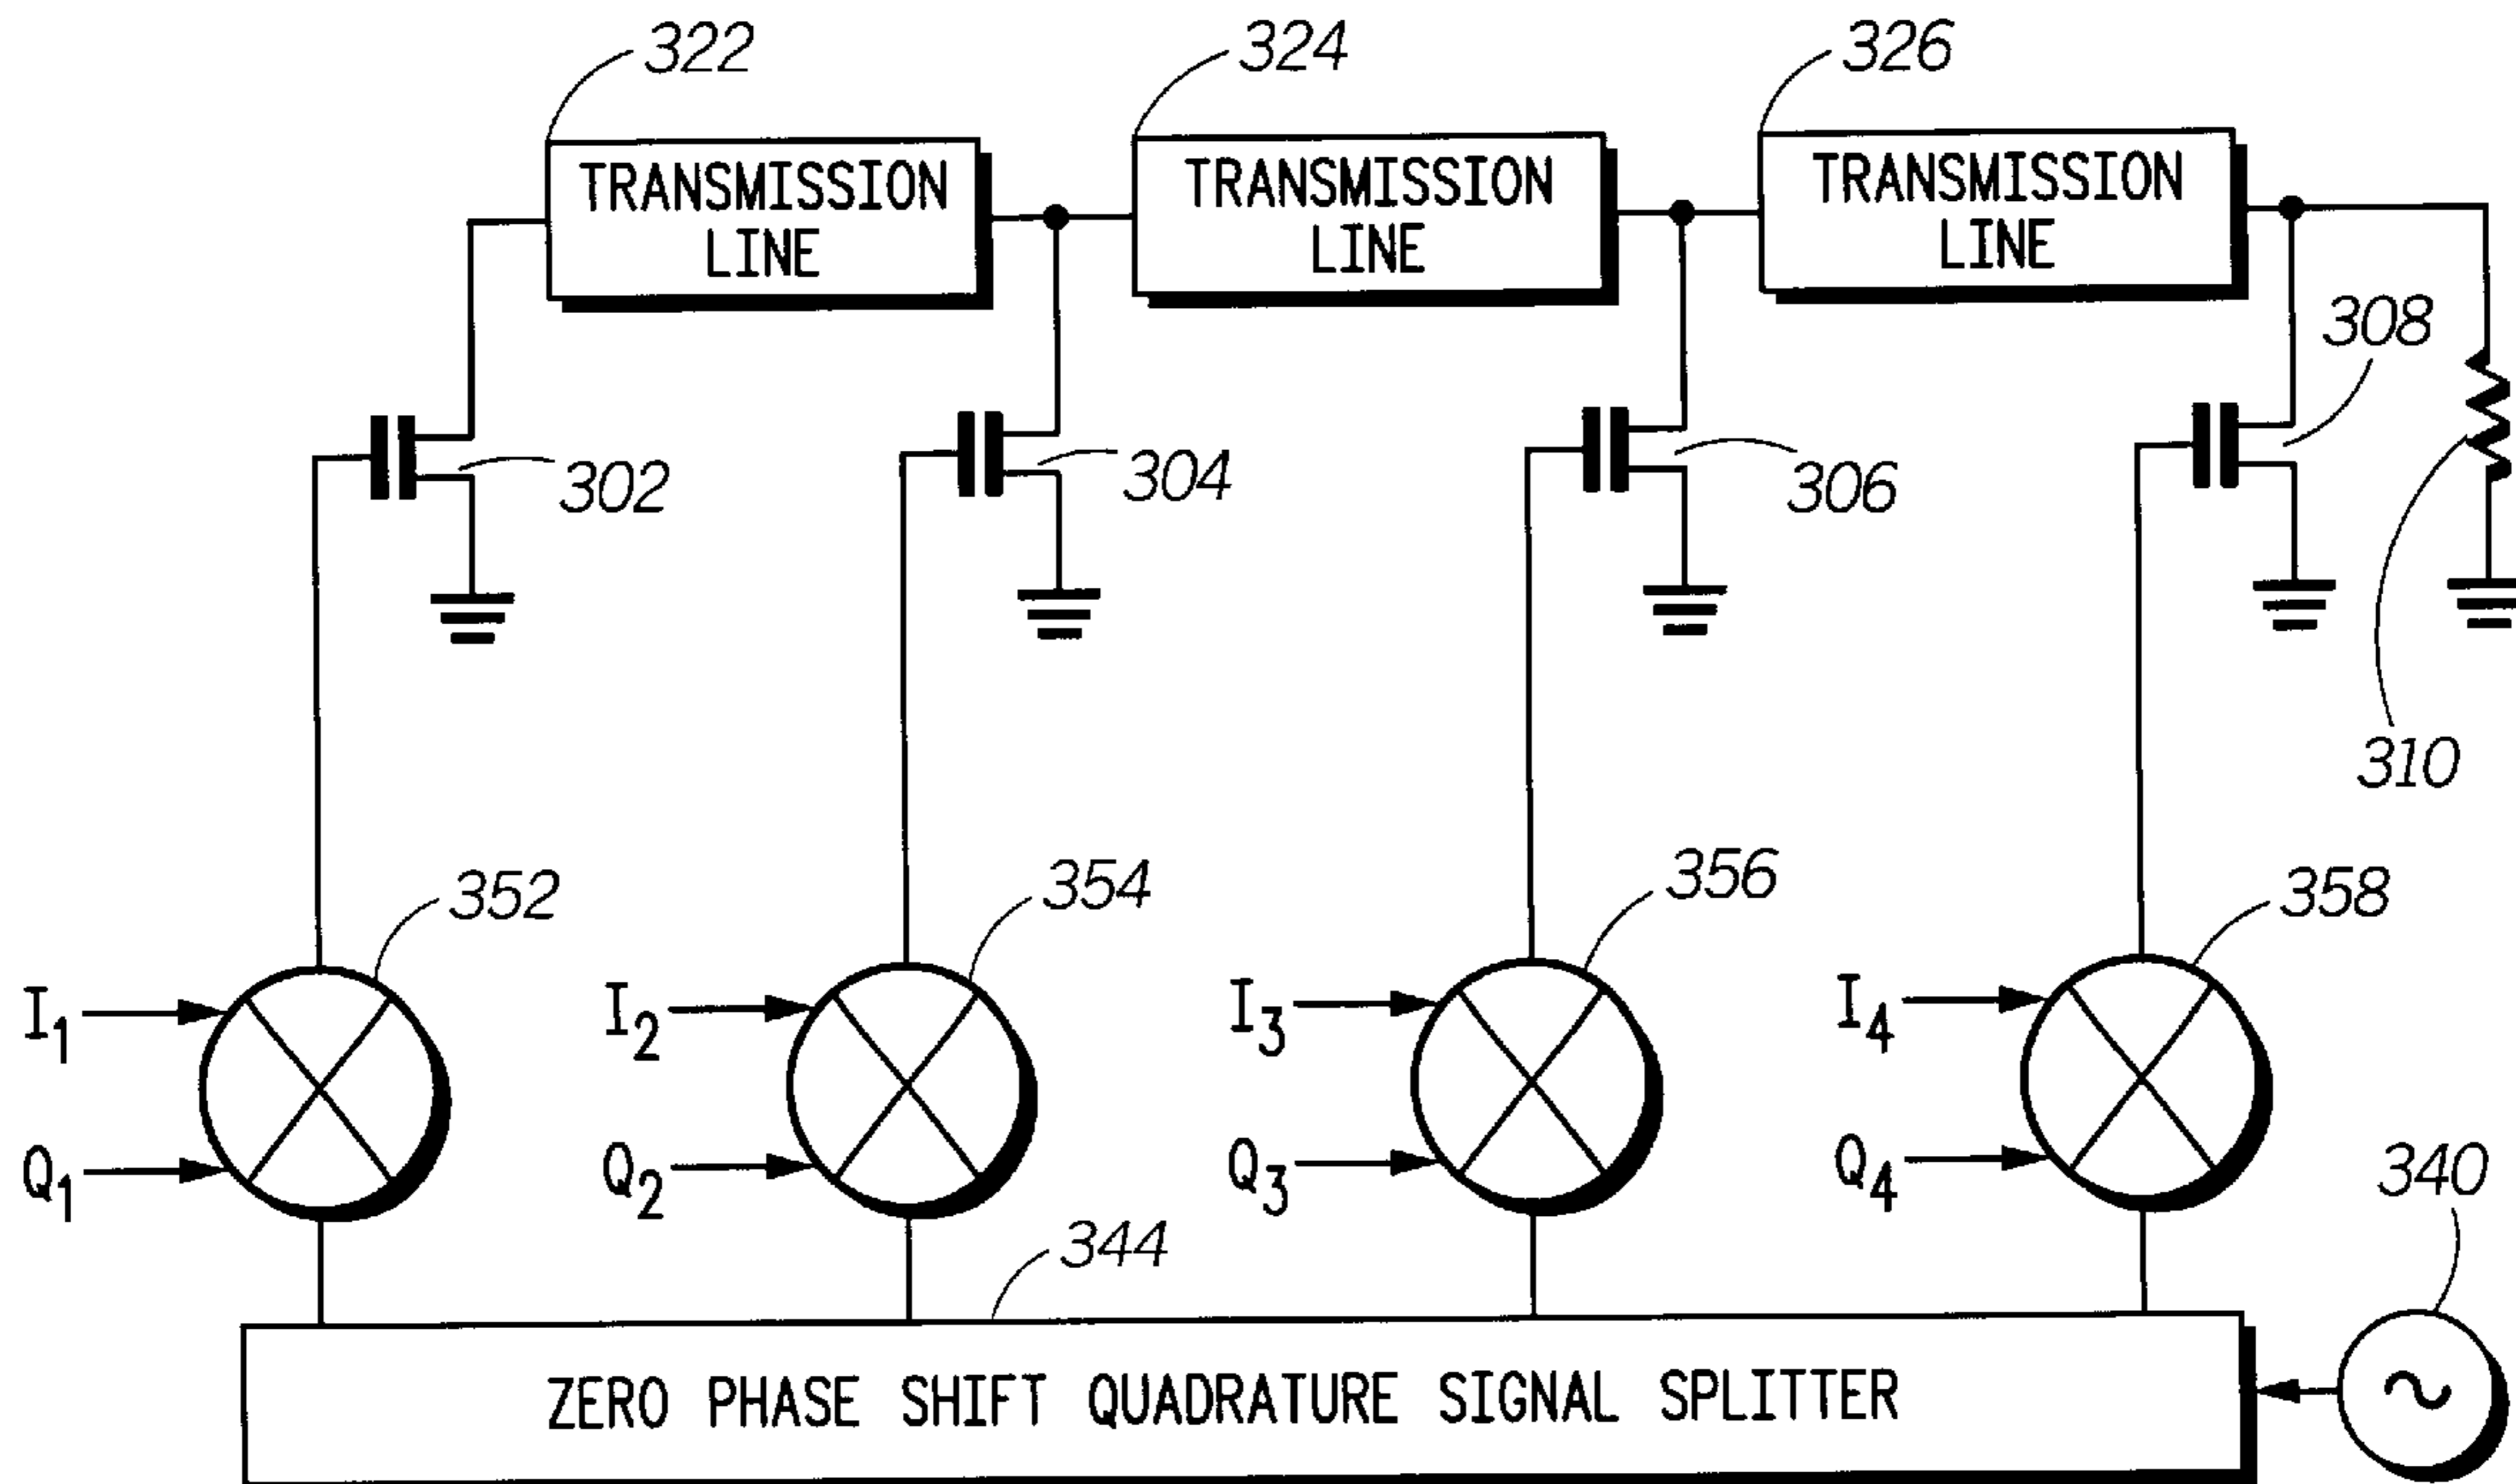 322
324
326
TRANSMISSION
LINE
TRANSMISSION
LINE
TRANSMISSION
LINE
302
304
306
308
310
352
354
356
358
I1
Q1
I2
Q2
I3
Q3
I4
Q4
340
344
ZERO PHASE SHIFT QUADRATURE SIGNAL SPLITTER